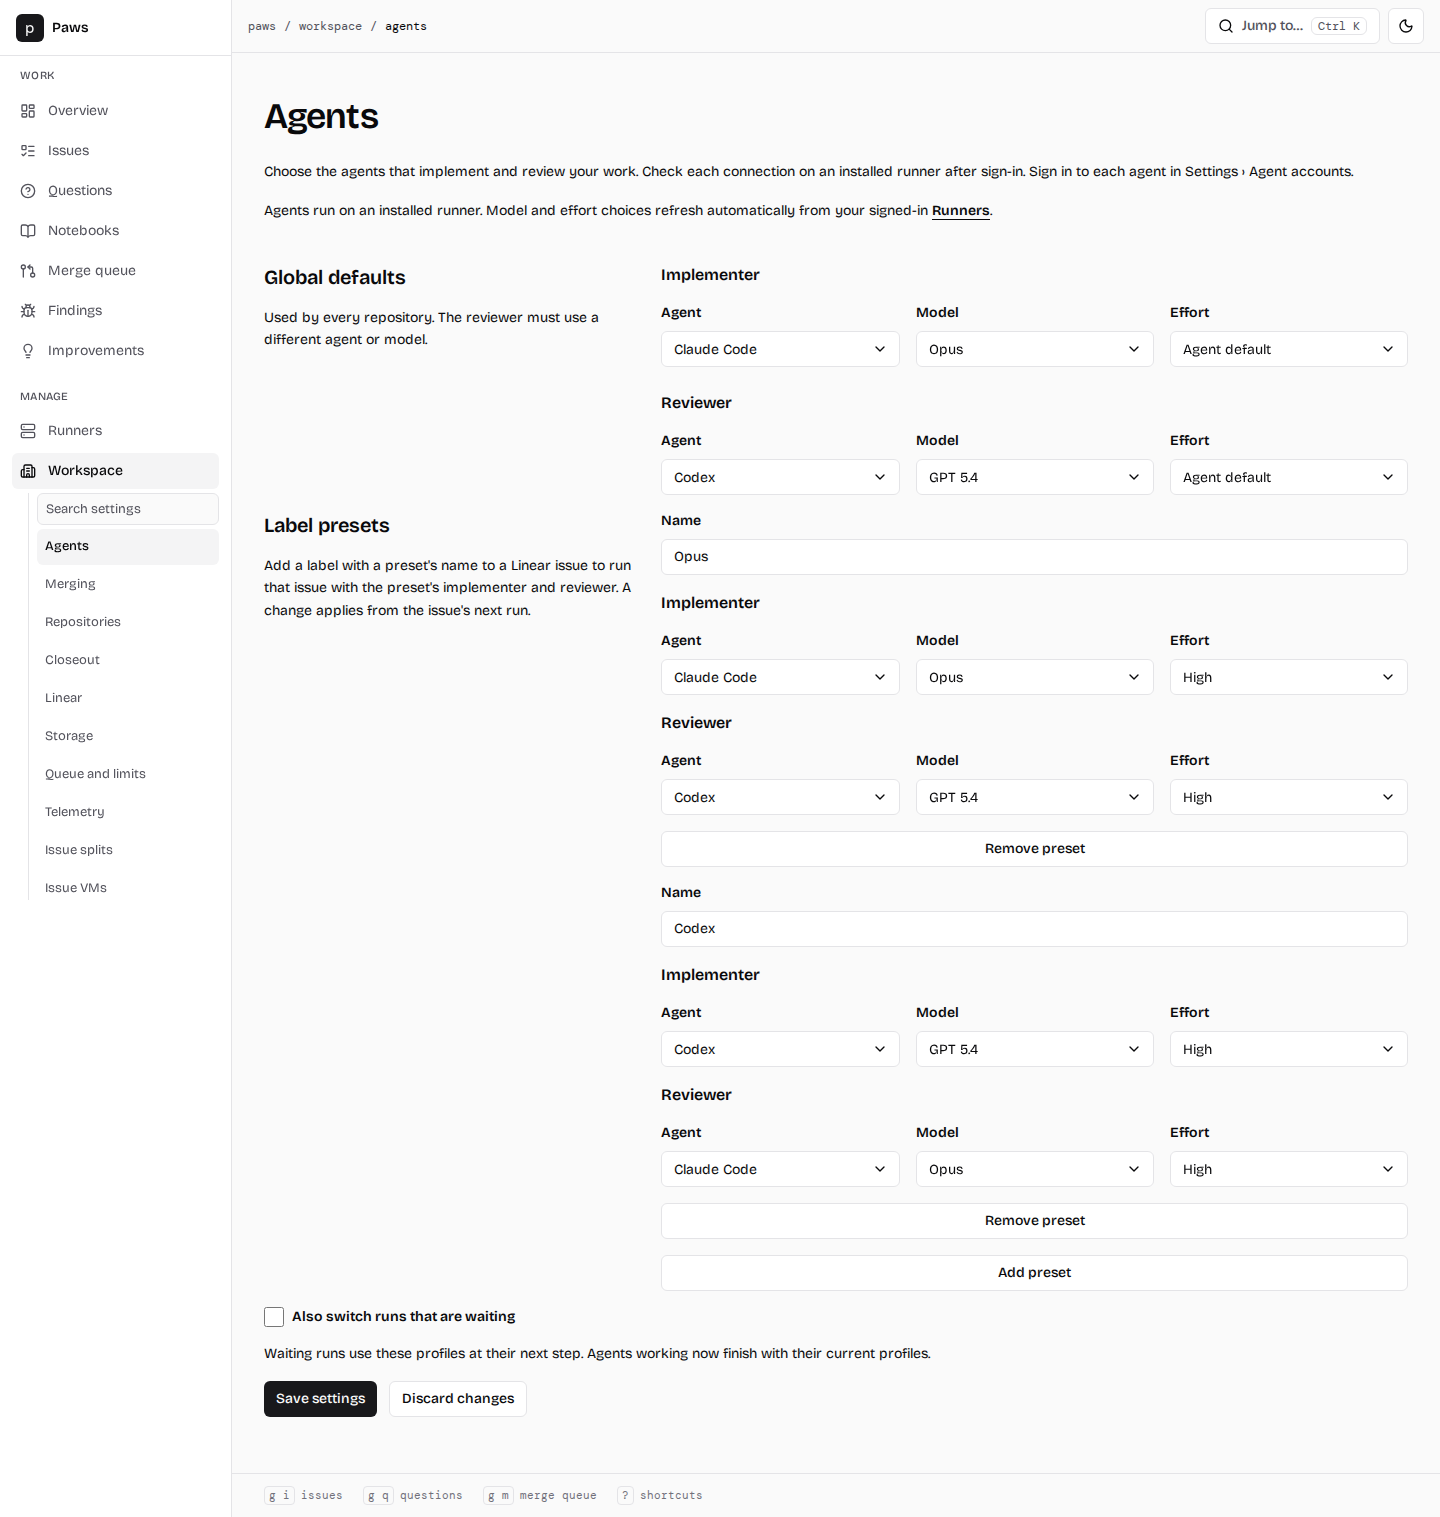 p Paws
paws / workspace / agents
Jump to... Ctrl K
WORK
Overview
Issues
Questions
Notebooks
Merge queue
Findings
Improvements
MANAGE
Runners
Workspace
Search settings
Agents
Merging
Repositories
Closeout
Linear
Storage
Queue and limits
Telemetry
Issue splits
Issue VMs
Agents
Choose the agents that implement and review your work. Check each connection on an installed runner after sign-in. Sign in to each agent in Settings › Agent accounts.
Agents run on an installed runner. Model and effort choices refresh automatically from your signed-in Runners.
Global defaults
Used by every repository. The reviewer must use a
different agent or model.
Implementer
Agent Model Effort
Claude Code Opus Agent default
Reviewer
Agent Model Effort
Codex GPT 5.4 Agent default
Label presets
Add a label with a preset's name to a Linear issue to run
that issue with the preset's implementer and reviewer. A
change applies from the issue's next run.
Name
Opus
Implementer
Agent Model Effort
Claude Code Opus High
Reviewer
Agent Model Effort
Codex GPT 5.4 High
Remove preset
Name
Codex
Implementer
Agent Model Effort
Codex GPT 5.4 High
Reviewer
Agent Model Effort
Claude Code Opus High
Remove preset
Add preset
Also switch runs that are waiting
Waiting runs use these profiles at their next step. Agents working now finish with their current profiles.
Save settings Discard changes
g i issues g q questions g m merge queue ? shortcuts